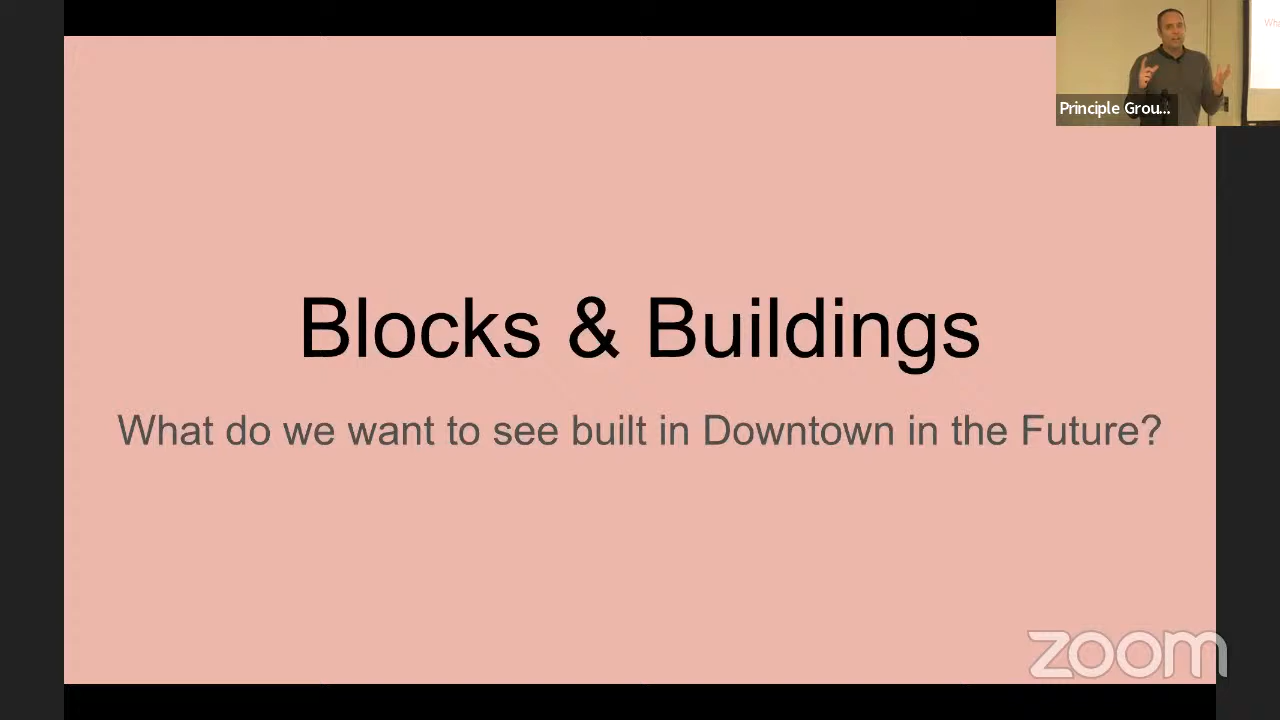 Principle Grou...
Blocks & Buildings
What do we want to see built in Downtown in the Future?
zoom